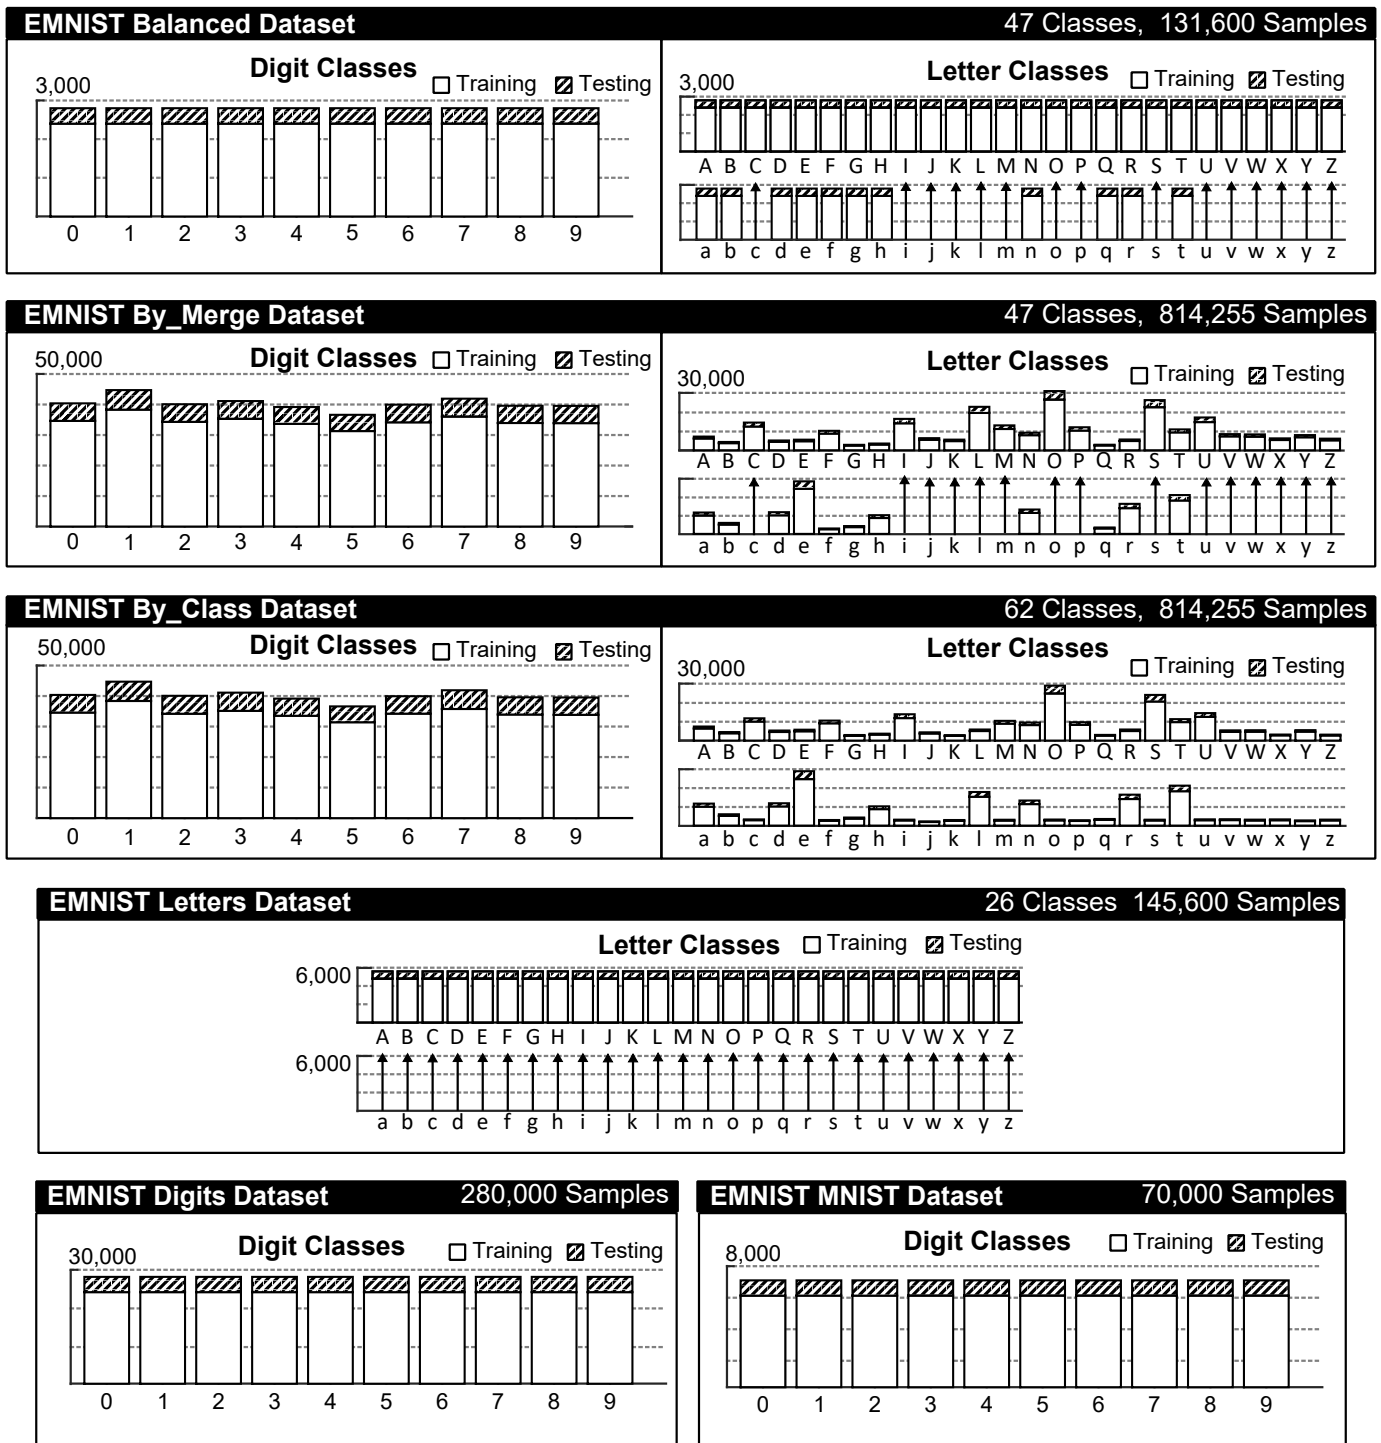 EMNIST Balanced Dataset 47 Classes, 131,600 Samples
Digit Classes Training Testing
3,000
0 1 2 3 4 5 6 7 8 9
Letter Classes Training Testing
3,000
A B C D E F G H I J K L M N O P Q R S T U V W X Y Z
a b c d e f g h i j k l m n o p q r s t u v w x y z
EMNIST By_Merge Dataset 47 Classes, 814,255 Samples
Digit Classes Training Testing
50,000
0 1 2 3 4 5 6 7 8 9
Letter Classes Training Testing
30,000
A B C D E F G H I J K L M N O P Q R S T U V W X Y Z
a b c d e f g h i j k l m n o p q r s t u v w x y z
EMNIST By_Class Dataset 62 Classes, 814,255 Samples
Digit Classes Training Testing
50,000
0 1 2 3 4 5 6 7 8 9
Letter Classes Training Testing
30,000
A B C D E F G H I J K L M N O P Q R S T U V W X Y Z
a b c d e f g h i j k l m n o p q r s t u v w x y z
EMNIST Letters Dataset 26 Classes 145,600 Samples
Letter Classes Training Testing
6,000
A B C D E F G H I J K L M N O P Q R S T U V W X Y Z
6,000
a b c d e f g h i j k l m n o p q r s t u v w x y z
EMNIST Digits Dataset 280,000 Samples
Digit Classes Training Testing
30,000
0 1 2 3 4 5 6 7 8 9
EMNIST MNIST Dataset 70,000 Samples
Digit Classes Training Testing
8,000
0 1 2 3 4 5 6 7 8 9